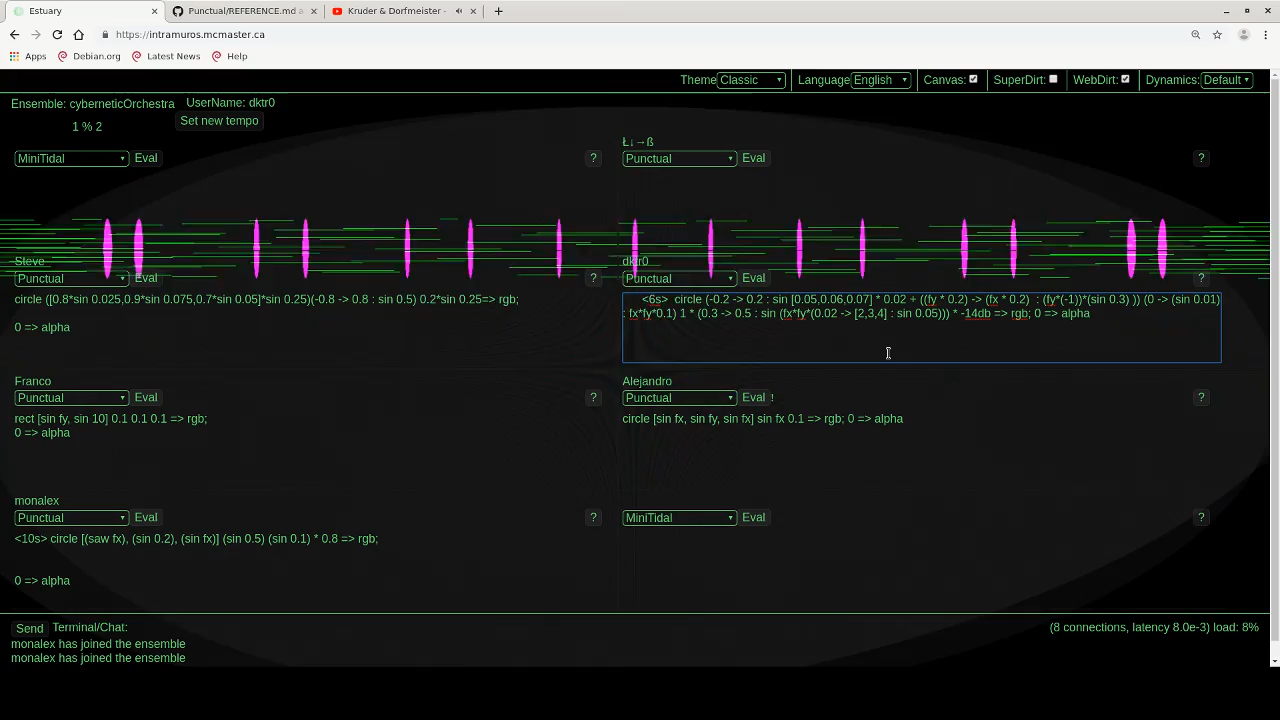 Estuary
Punctual/REFERENCE.md a
Kruder & Dorfmeister -
https://intramuros.mcmaster.ca
Apps Debian.org Latest News Help
Theme Classic Language English Canvas: SuperDirt: WebDirt: Dynamics: Default
Ensemble: cyberneticOrchestra UserName: dktr0
1 % 2 Set new tempo
MiniTidal Eval ?
Ł↓→ß
Punctual Eval ?
Steve
Punctual Eval ?
circle ([0.8*sin 0.025,0.9*sin 0.075,0.7*sin 0.05]*sin 0.25)(-0.8 -> 0.8 : sin 0.5) 0.2*sin 0.25=> rgb;
0 => alpha
dktr0
Punctual Eval ?
<6s> circle (-0.2 -> 0.2 : sin [0.05,0.06,0.07] * 0.02 + ((fy * 0.2) -> (fx * 0.2) : (fy*(-1))*(sin 0.3) )) (0 -> (sin 0.01)
: fx*fy*0.1) 1 * (0.3 -> 0.5 : sin (fx*fy*(0.02 -> [2,3,4] : sin 0.05))) * -14db => rgb; 0 => alpha
Franco
Punctual Eval ?
rect [sin fy, sin 10] 0.1 0.1 0.1 => rgb;
0 => alpha
Alejandro
Punctual Eval ! ?
circle [sin fx, sin fy, sin fx] sin fx 0.1 => rgb; 0 => alpha
monalex
Punctual Eval ?
<10s> circle [(saw fx), (sin 0.2), (sin fx)] (sin 0.5) (sin 0.1) * 0.8 => rgb;
0 => alpha
MiniTidal Eval ?
Send Terminal/Chat: (8 connections, latency 8.0e-3) load: 8%
monalex has joined the ensemble
monalex has joined the ensemble